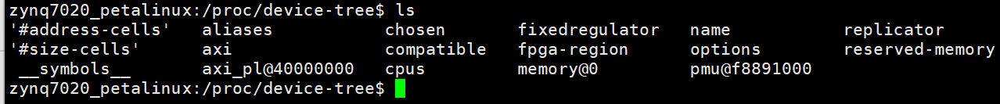 zynq7020_petalinux:/proc/device-tree$ ls
'#address-cells'   aliases           chosen       fixedregulator   name           replicator
'#size-cells'      axi               compatible   fpga-region      options        reserved-memory
 __symbols__       axi_pl@40000000   cpus         memory@0         pmu@f8891000
zynq7020_petalinux:/proc/device-tree$